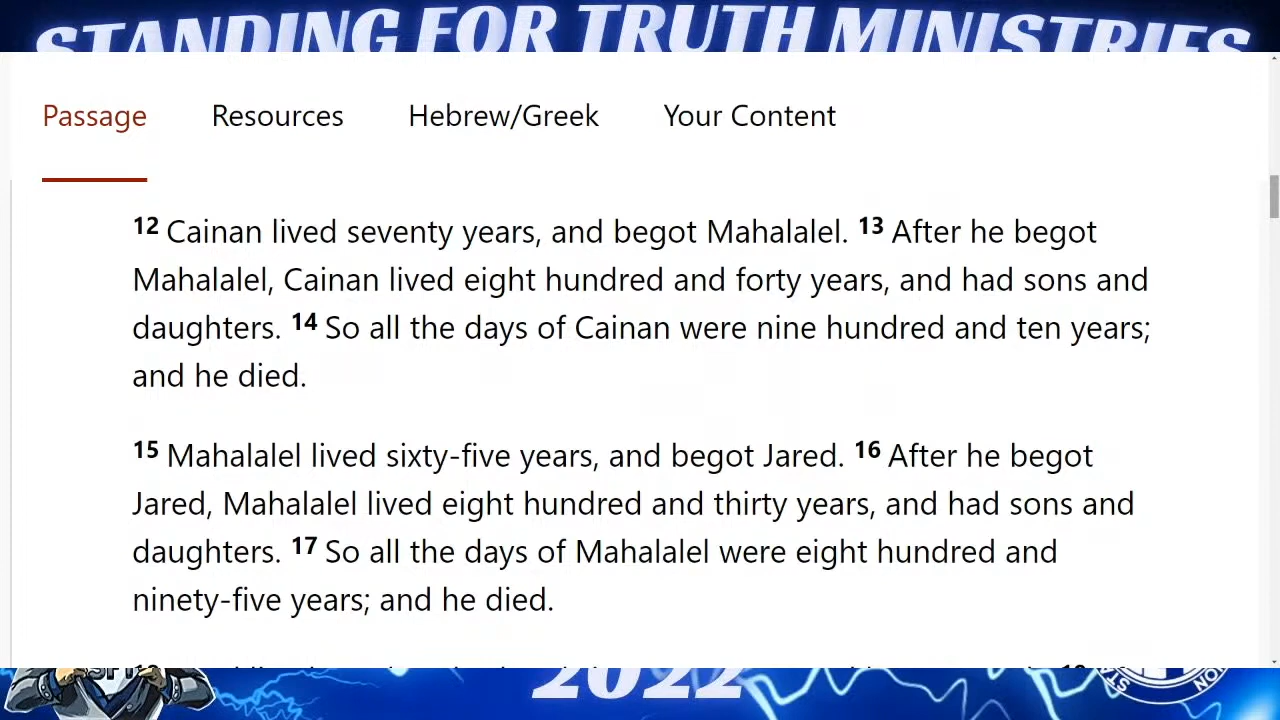 STANDING FOR TRUTH MINISTRIES
Passage Resources Hebrew/Greek Your Content
12 Cainan lived seventy years, and begot Mahalalel. 13 After he begot
Mahalalel, Cainan lived eight hundred and forty years, and had sons and
daughters. 14 So all the days of Cainan were nine hundred and ten years;
and he died.
15 Mahalalel lived sixty-five years, and begot Jared. 16 After he begot
Jared, Mahalalel lived eight hundred and thirty years, and had sons and
daughters. 17 So all the days of Mahalalel were eight hundred and
ninety-five years; and he died.
2022